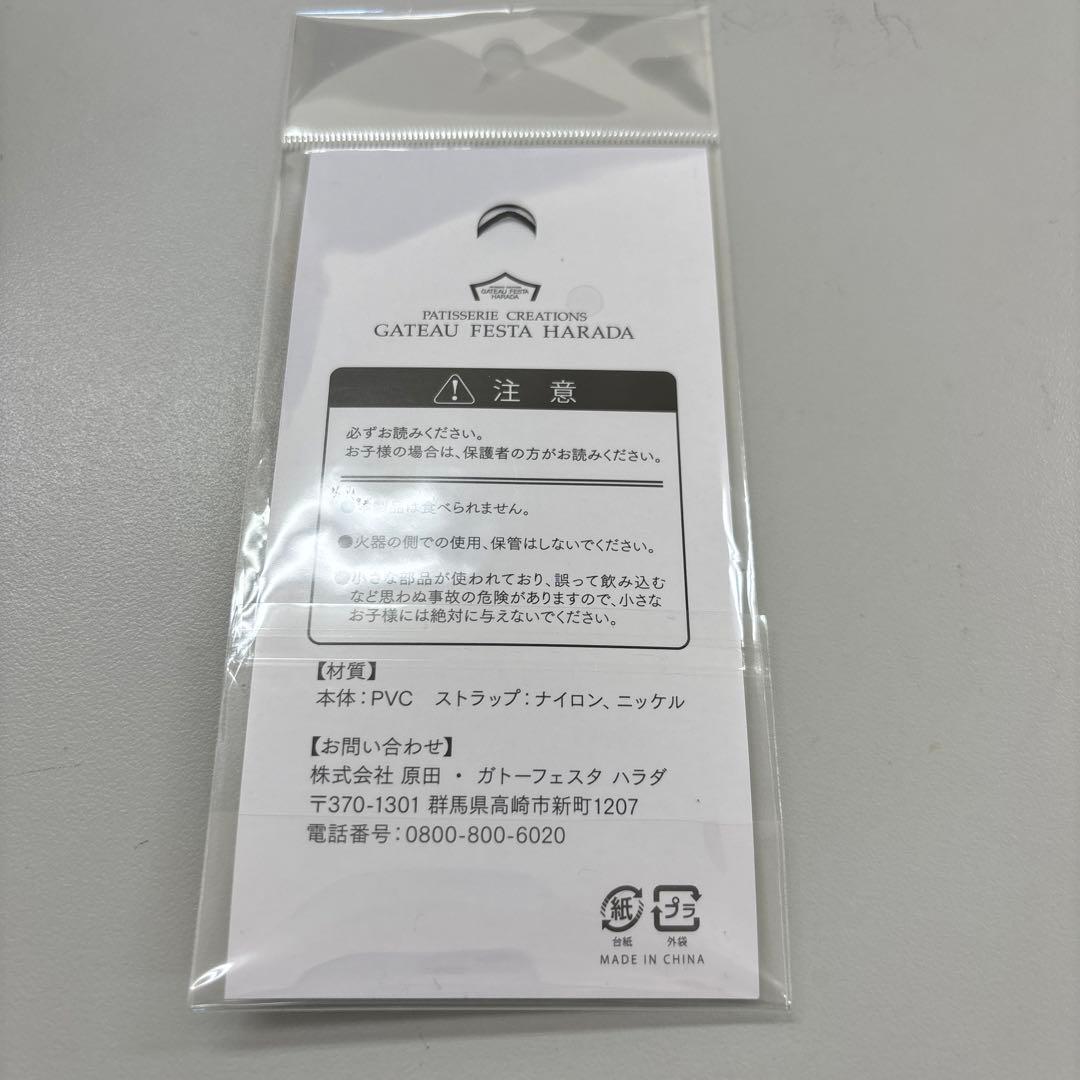 GATEAU FESTA
HARADA
PATISSERIE CREATIONS
GATEAU FESTA HARADA
注意
必ずお読みください。
お子様の場合は、保護者の方がお読みください。
●本製品は食べられません。
●火器の側での使用、保管はしないでください。
●小さな部品が使われており、誤って飲み込む
など思わぬ事故の危険がありますので、小さな
お子様には絶対に与えないでください。
【材質】
本体：PVC ストラップ：ナイロン、ニッケル
【お問い合わせ】
株式会社 原田 ・ ガトーフェスタ ハラダ
〒370-1301 群馬県高崎市新町1207
電話番号：0800-800-6020
紙 プラ
台紙 外袋
MADE IN CHINA